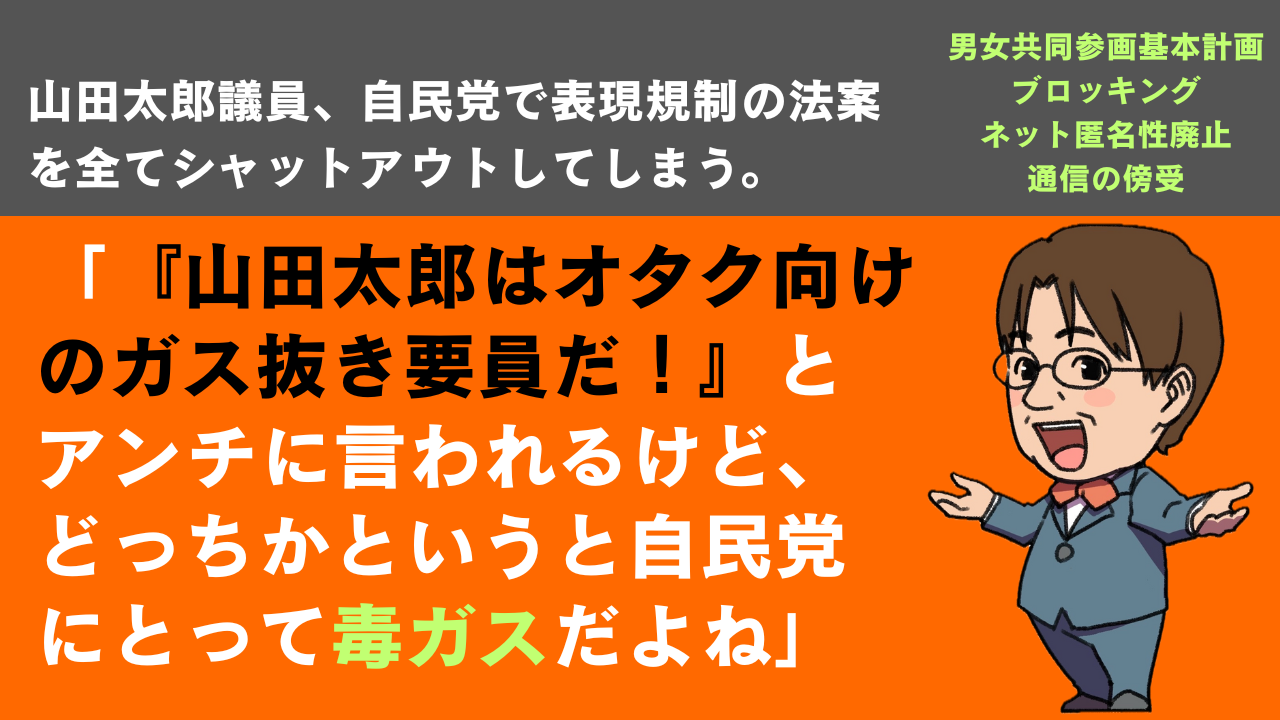 山田太郎議員、自民党で表現規制の法案
を全てシャットアウトしてしまう。
男女共同参画基本計画
ブロッキング
ネット匿名性廃止
通信の傍受
「『山田太郎はオタク向け
のガス抜き要員だ！』と
アンチに言われるけど、
どっちかというと自民党
にとって毒ガスだよね」